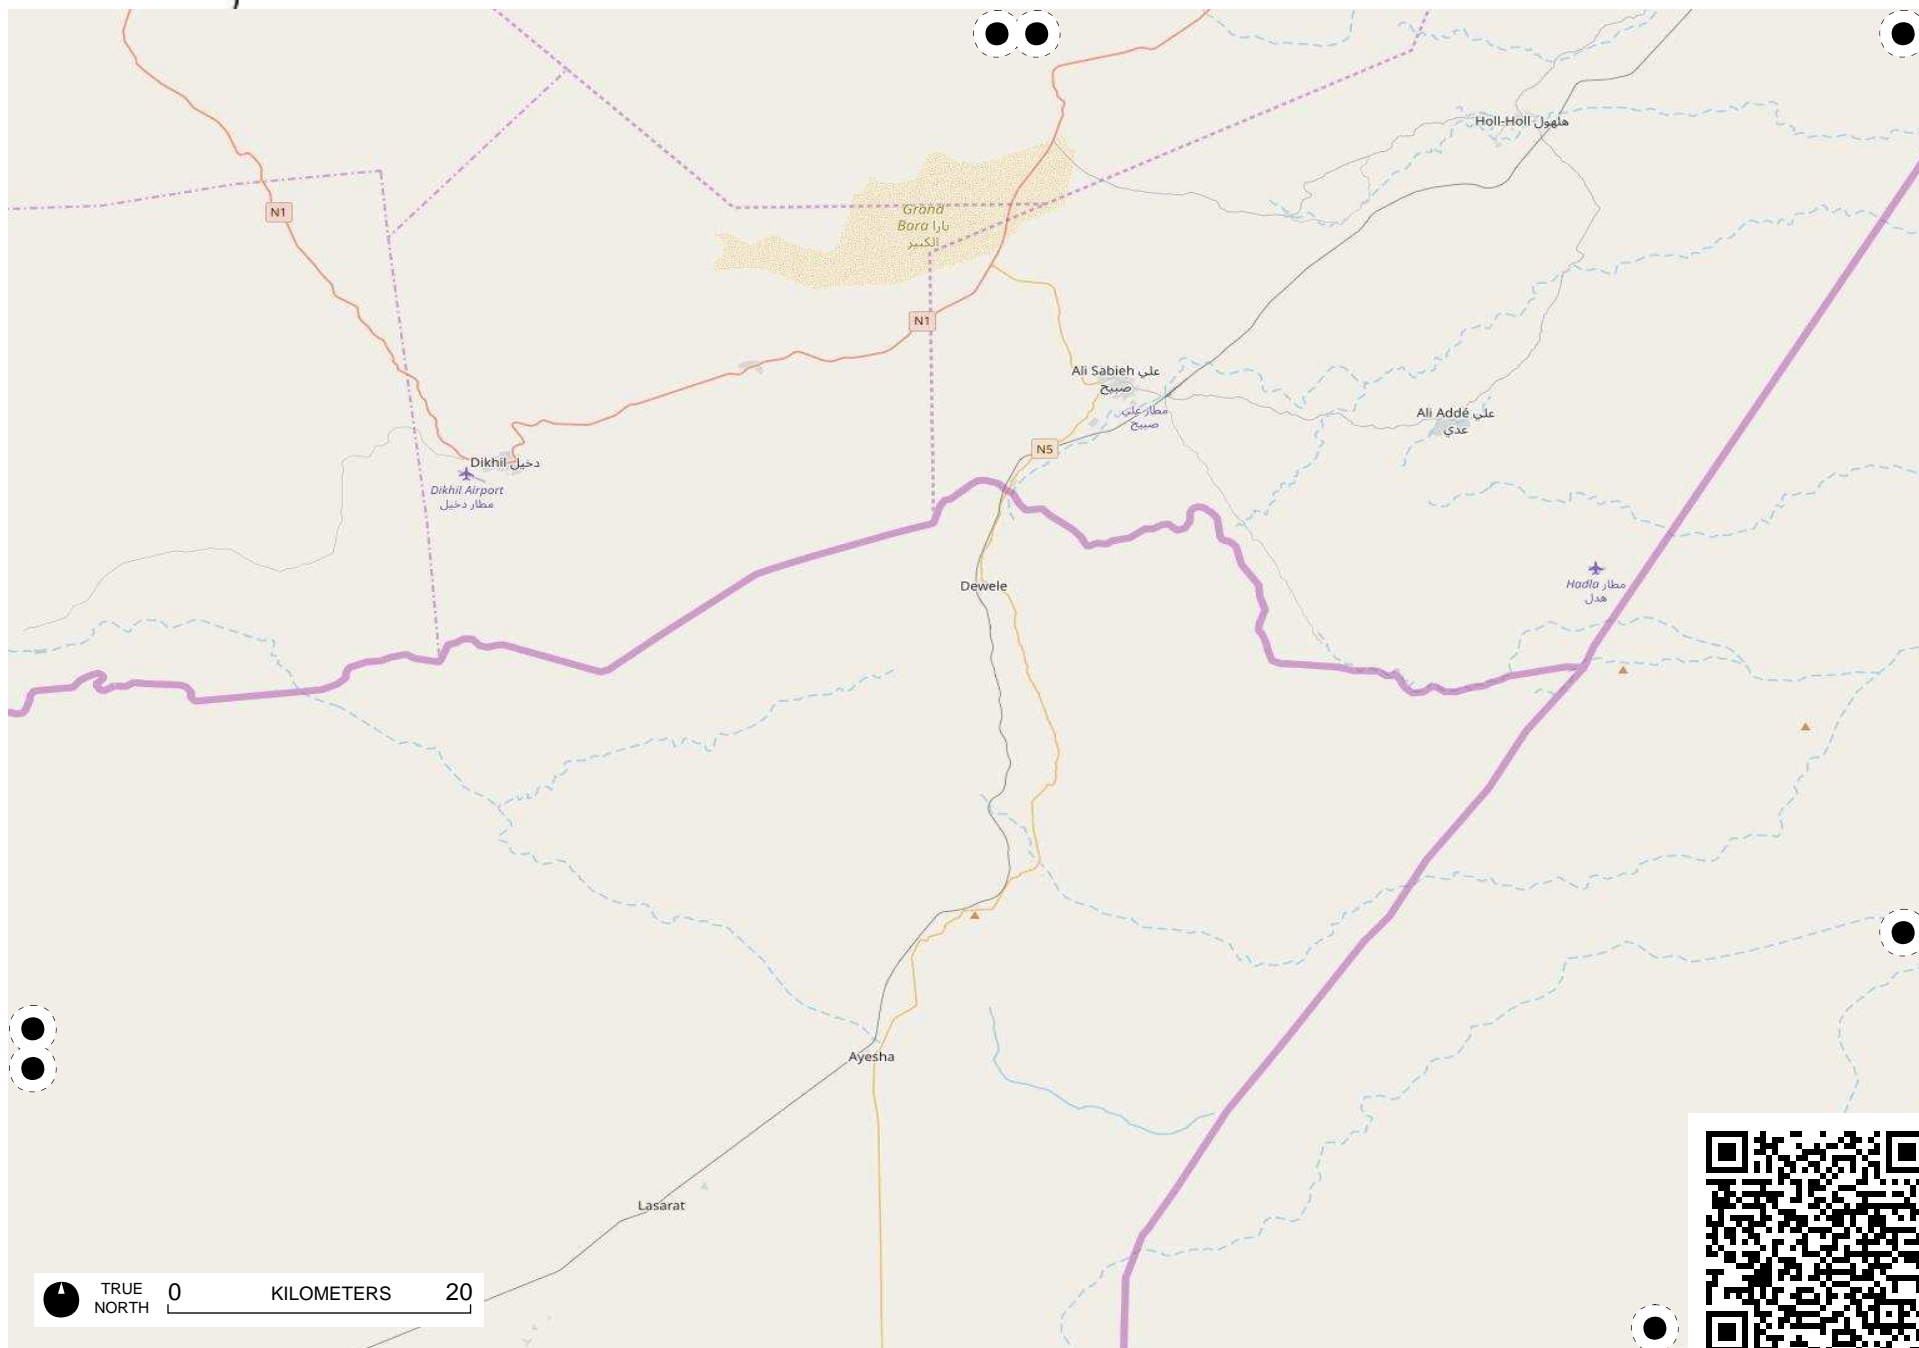 Holl-Holl هلهول
N1
Grand
Bara بارا
الكبير
N1
Ali Sabieh علي
صبيح
مطار علي
صبيح
Ali Addé علي
عدي
N5
Dikhil دخيل
Dikhil Airport
مطار دخيل
Dewele
Hadla مطار
هدل
Ayesha
Lasarat
TRUE
NORTH
0 KILOMETERS 20